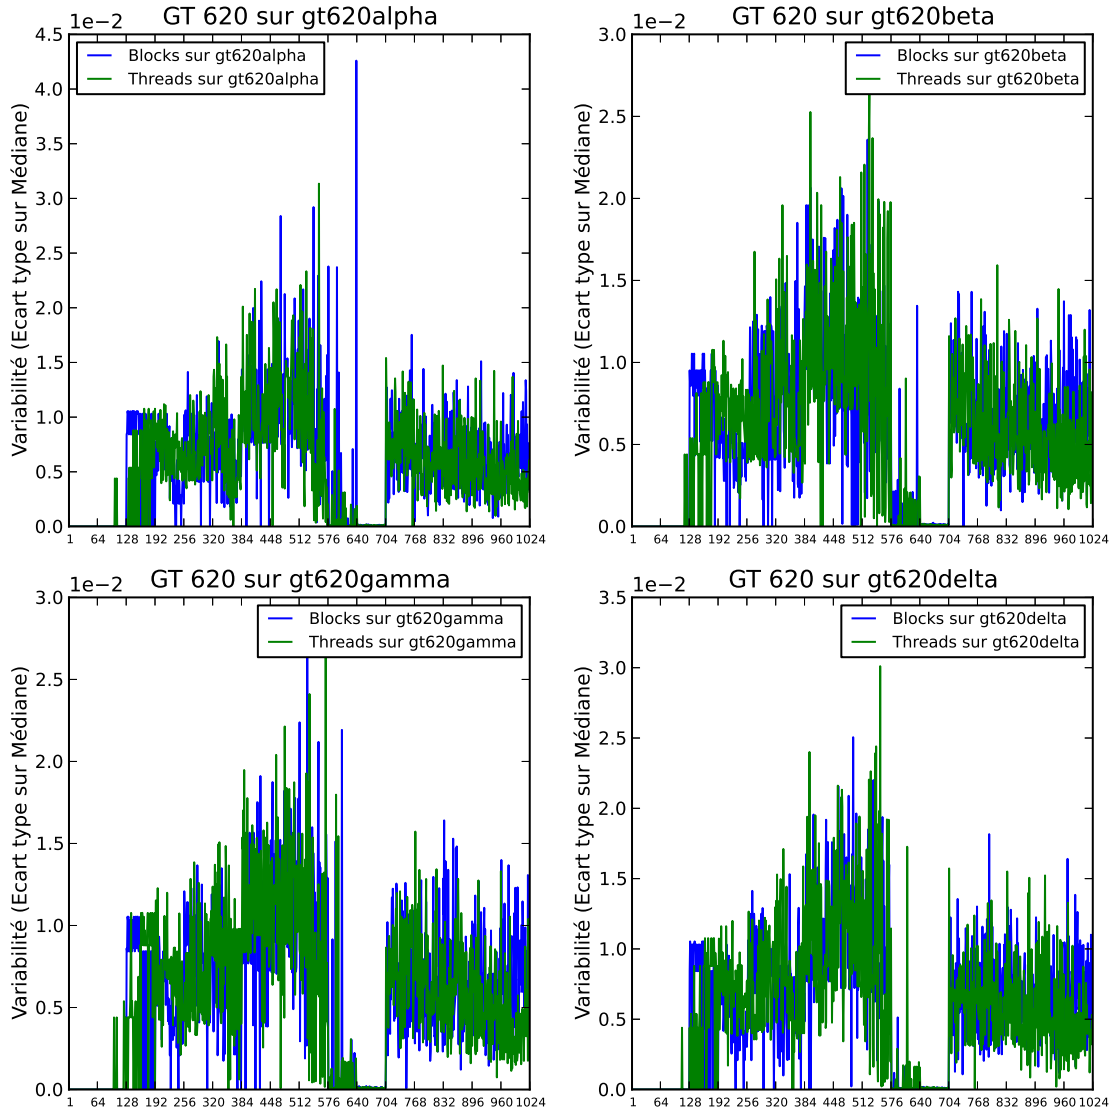 GT 620 sur gt620alpha
1e−2
Variabilité (Ecart type sur Médiane)
4.5
4.0
3.5
3.0
2.5
2.0
1.5
1.0
0.5
0.0
Blocks sur gt620alpha
Threads sur gt620alpha
1 64 128 192 256 320 384 448 512 576 640 704 768 832 896 960 1024
GT 620 sur gt620beta
1e−2
Variabilité (Ecart type sur Médiane)
3.0
2.5
2.0
1.5
1.0
0.5
0.0
Blocks sur gt620beta
Threads sur gt620beta
1 64 128 192 256 320 384 448 512 576 640 704 768 832 896 960 1024
GT 620 sur gt620gamma
1e−2
Variabilité (Ecart type sur Médiane)
3.0
2.5
2.0
1.5
1.0
0.5
0.0
Blocks sur gt620gamma
Threads sur gt620gamma
1 64 128 192 256 320 384 448 512 576 640 704 768 832 896 960 1024
GT 620 sur gt620delta
1e−2
Variabilité (Ecart type sur Médiane)
3.5
3.0
2.5
2.0
1.5
1.0
0.5
0.0
Blocks sur gt620delta
Threads sur gt620delta
1 64 128 192 256 320 384 448 512 576 640 704 768 832 896 960 1024